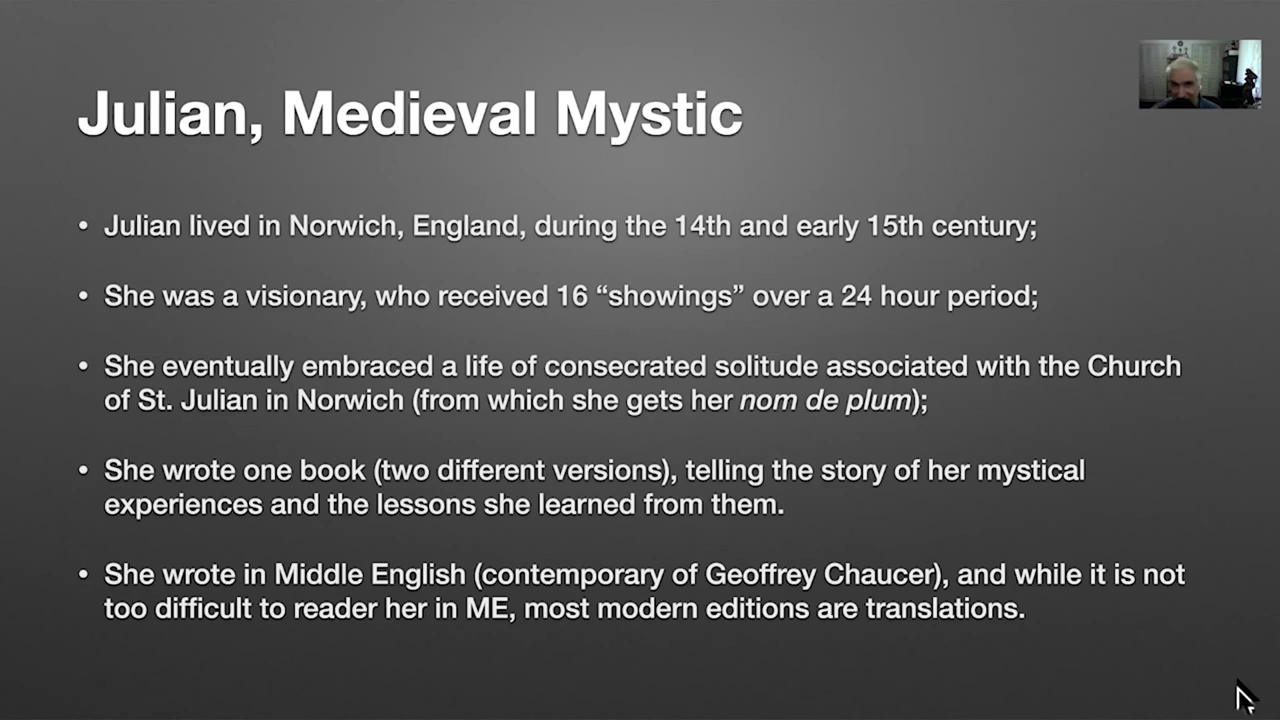 Julian, Medieval Mystic
• Julian lived in Norwich, England, during the 14th and early 15th century;
• She was a visionary, who received 16 “showings” over a 24 hour period;
• She eventually embraced a life of consecrated solitude associated with the Church
of St. Julian in Norwich (from which she gets her nom de plum);
• She wrote one book (two different versions), telling the story of her mystical
experiences and the lessons she learned from them.
• She wrote in Middle English (contemporary of Geoffrey Chaucer), and while it is not
too difficult to reader her in ME, most modern editions are translations.